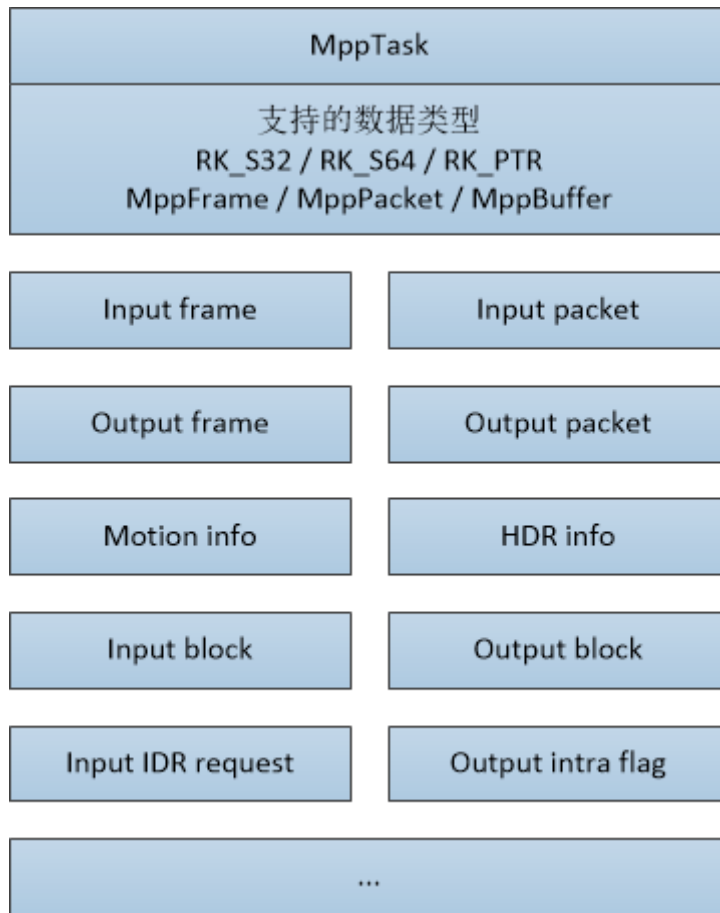 MppTask
支持的数据类型
RK_S32 / RK_S64 / RK_PTR
MppFrame / MppPacket / MppBuffer
Input frame
Input packet
Output frame
Output packet
Motion info
HDR info
Input block
Output block
Input IDR request
Output intra flag
...